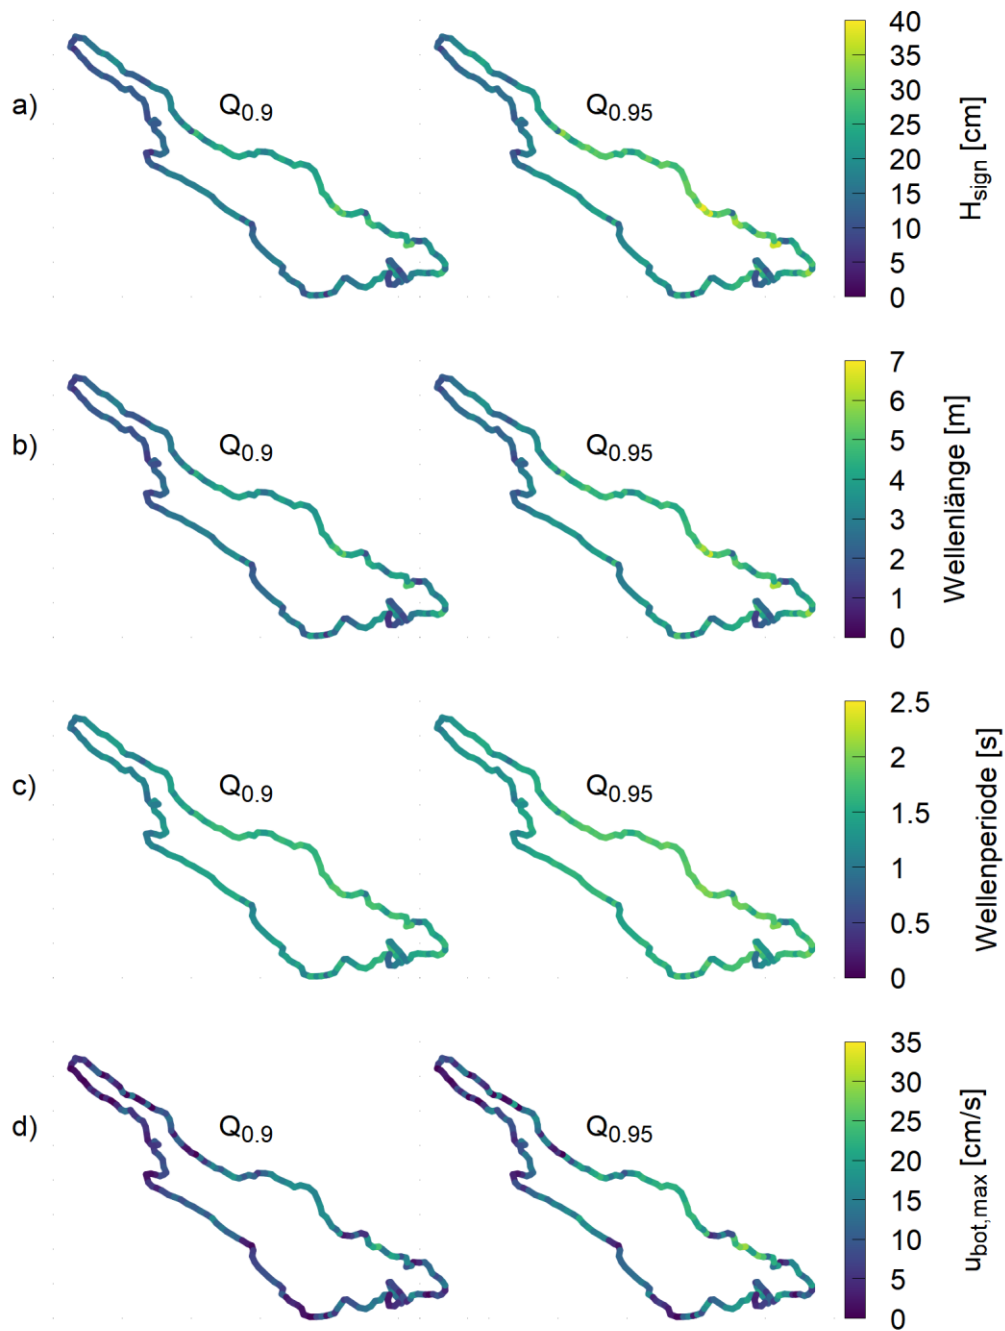 a)
Q0.9
Q0.95
40
35
30
25
20
15
10
5
0
Hsign [cm]
b)
Q0.9
Q0.95
7
6
5
4
3
2
1
0
Wellenlänge [m]
c)
Q0.9
Q0.95
2.5
2
1.5
1
0.5
0
Wellenperiode [s]
d)
Q0.9
Q0.95
35
30
25
20
15
10
5
0
ubot,max [cm/s]